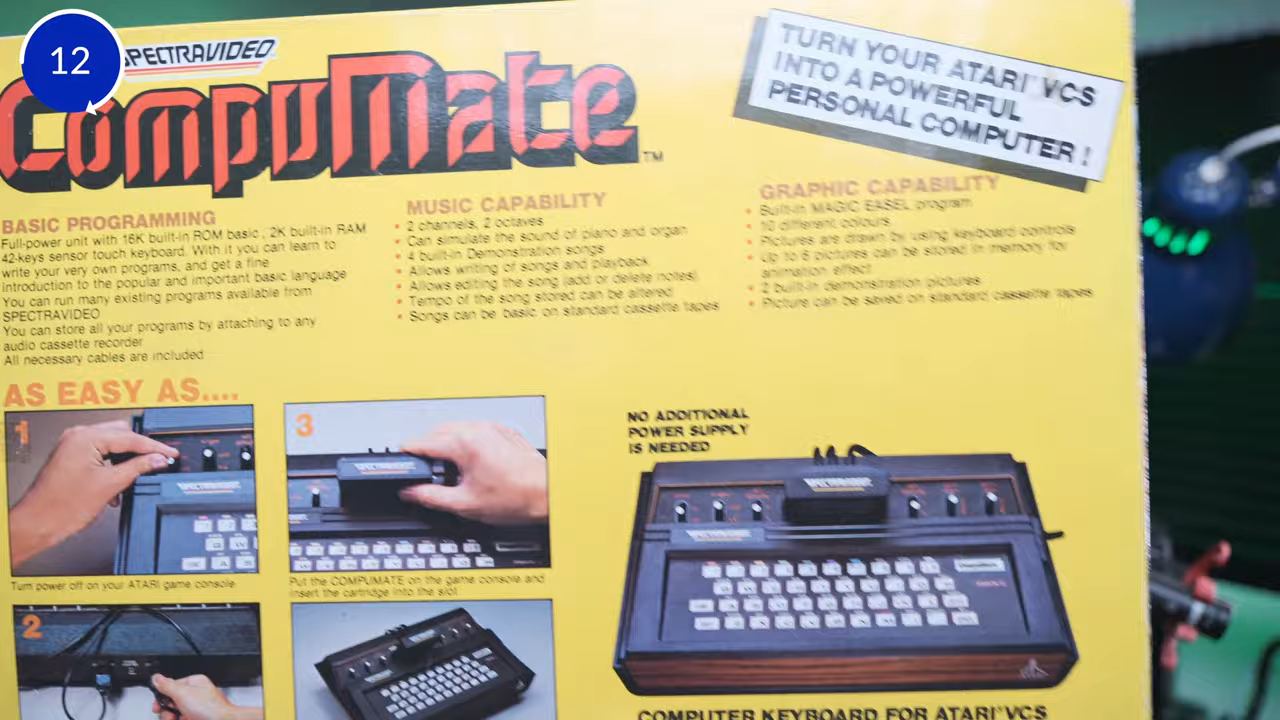 12
SPECTRAVIDEO
CompuMate™
TURN YOUR ATARI™ VCS
INTO A POWERFUL
PERSONAL COMPUTER!
BASIC PROGRAMMING
Full-power unit with 16K built-in ROM basic, 2K built-in RAM
42-keys sensor touch keyboard. With it you can learn to
write your very own programs, and get a fine
introduction to the popular and important basic language
You can run many existing programs available from
SPECTRAVIDEO
You can store all your programs by attaching to any
audio cassette recorder
All necessary cables are included
MUSIC CAPABILITY
• 2 channels, 2 octaves
• Can simulate the sound of piano and organ
• 4 built-in Demonstration songs
• Allows writing of songs and playback
• Allows editing the song (add or delete notes)
• Tempo of the song stored can be altered
• Songs can be basic on standard cassette tapes
GRAPHIC CAPABILITY
• Built-in MAGIC EASEL program
• 10 different colours
• Pictures are drawn by using keyboard controls
• Up to 6 pictures can be stored in memory for
animation effect
• 2 built-in demonstration pictures
• Picture can be saved on standard cassette tapes
AS EASY AS....
1
SPECTRAVIDEO
Turn power off on your ATARI game console
3
SPECTRAVIDEO
Put the COMPUMATE on the game console and
insert the cartridge into the slot
2
NO ADDITIONAL
POWER SUPPLY
IS NEEDED
SPECTRAVIDEO
SPECTRAVIDEO
COMPUTER KEYBOARD FOR ATARI™ VCS